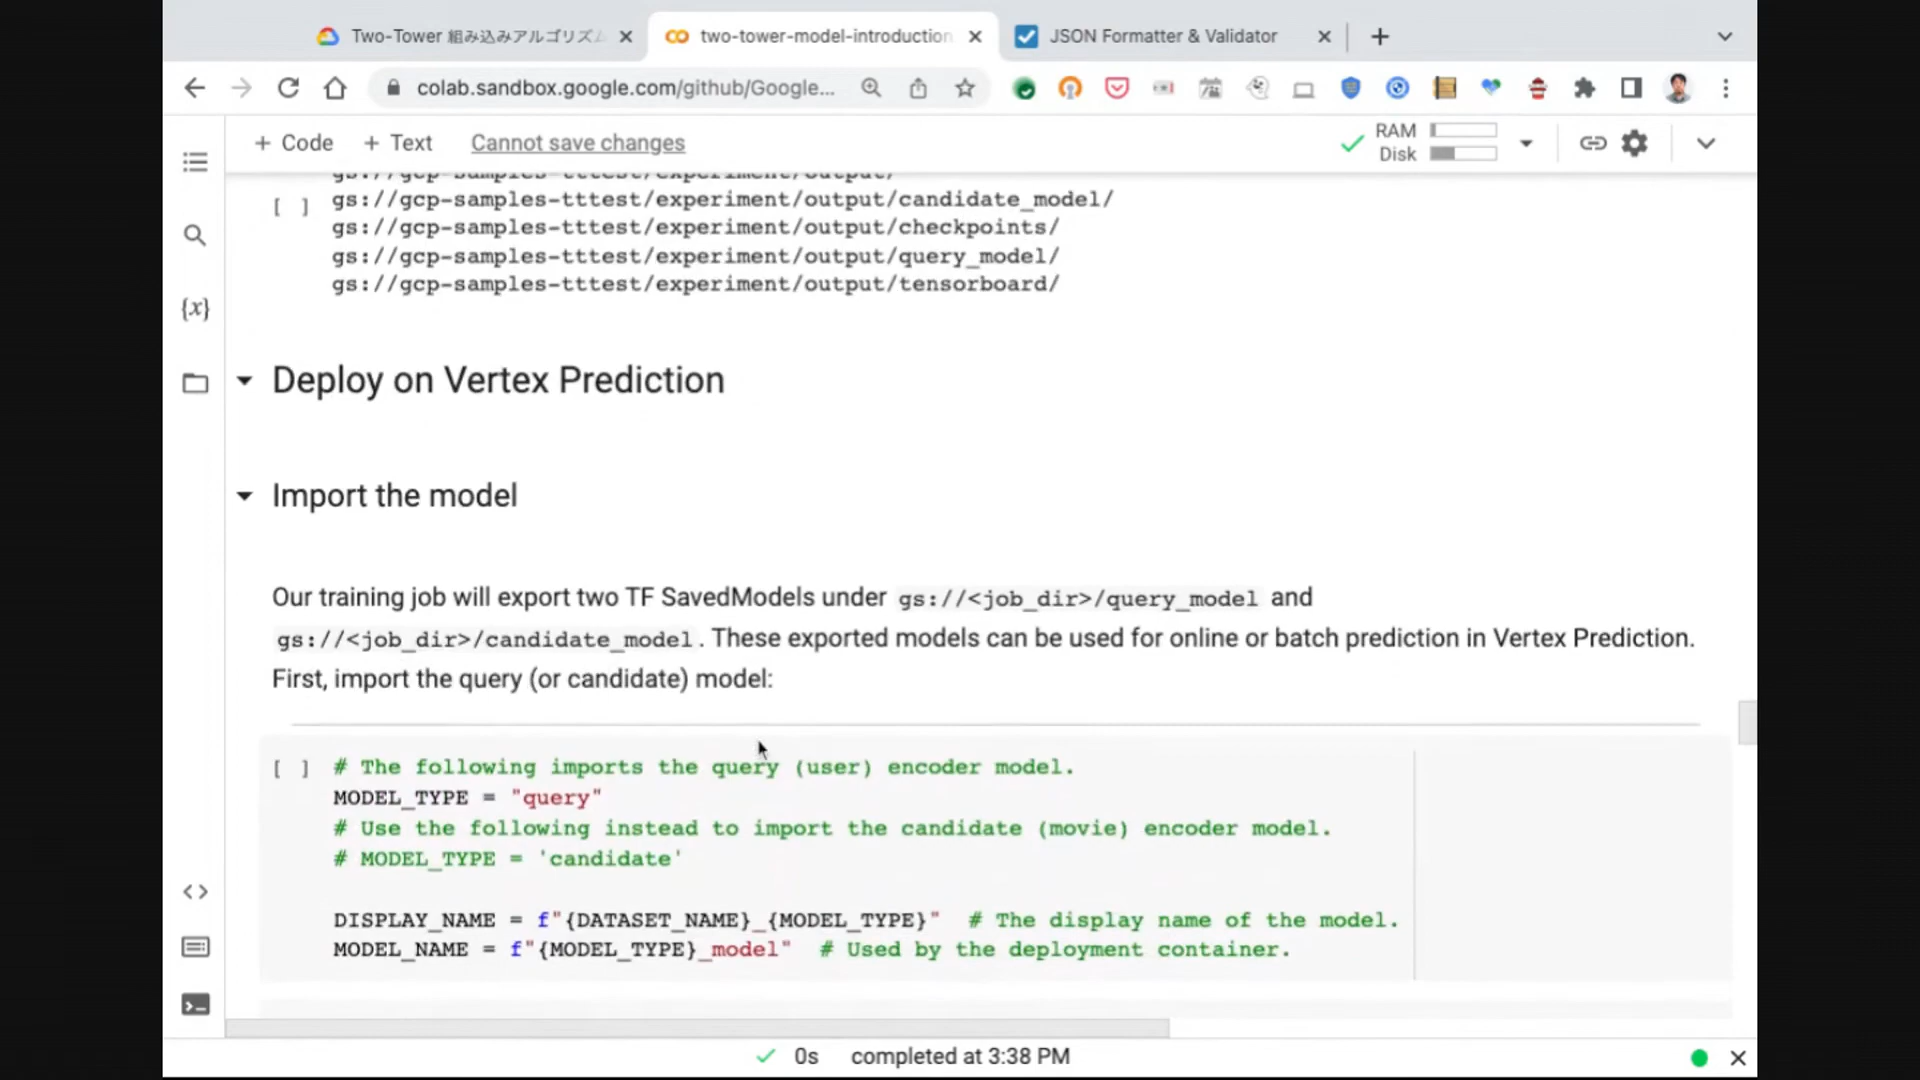 Two-Tower 組み込みアルゴリズム
two-tower-model-introduction
JSON Formatter & Validator
colab.sandbox.google.com/github/Google...
+ Code
+ Text
Cannot save changes
RAM
Disk
gs://gcp-samples-tttest/experiment/output/
[ ]
gs://gcp-samples-tttest/experiment/output/candidate_model/
gs://gcp-samples-tttest/experiment/output/checkpoints/
gs://gcp-samples-tttest/experiment/output/query_model/
gs://gcp-samples-tttest/experiment/output/tensorboard/
{x}
Deploy on Vertex Prediction
Import the model
Our training job will export two TF SavedModels under gs://<job_dir>/query_model and
gs://<job_dir>/candidate_model. These exported models can be used for online or batch prediction in Vertex Prediction.
First, import the query (or candidate) model:
[ ] # The following imports the query (user) encoder model.
MODEL_TYPE = "query"
# Use the following instead to import the candidate (movie) encoder model.
# MODEL_TYPE = 'candidate'
DISPLAY_NAME = f"{DATASET_NAME}_{MODEL_TYPE}"  # The display name of the model.
MODEL_NAME = f"{MODEL_TYPE}_model"  # Used by the deployment container.
0s completed at 3:38 PM